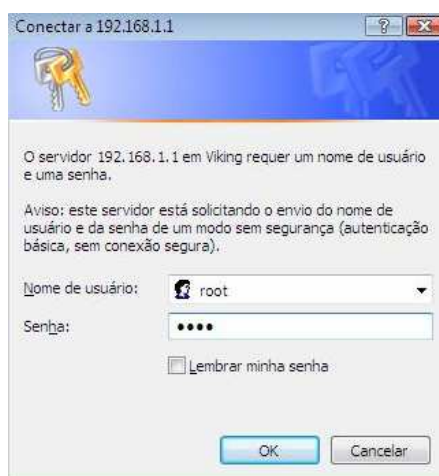 Conectar a 192.168.1.1
O servidor 192.168.1.1 em Viking requer um nome de usuário
e uma senha.
Aviso: este servidor está solicitando o envio do nome de
usuário e da senha de um modo sem segurança (autenticação
básica, sem conexão segura).
Nome de usuário: root
Senha: ••••
Lembrar minha senha
OK Cancelar